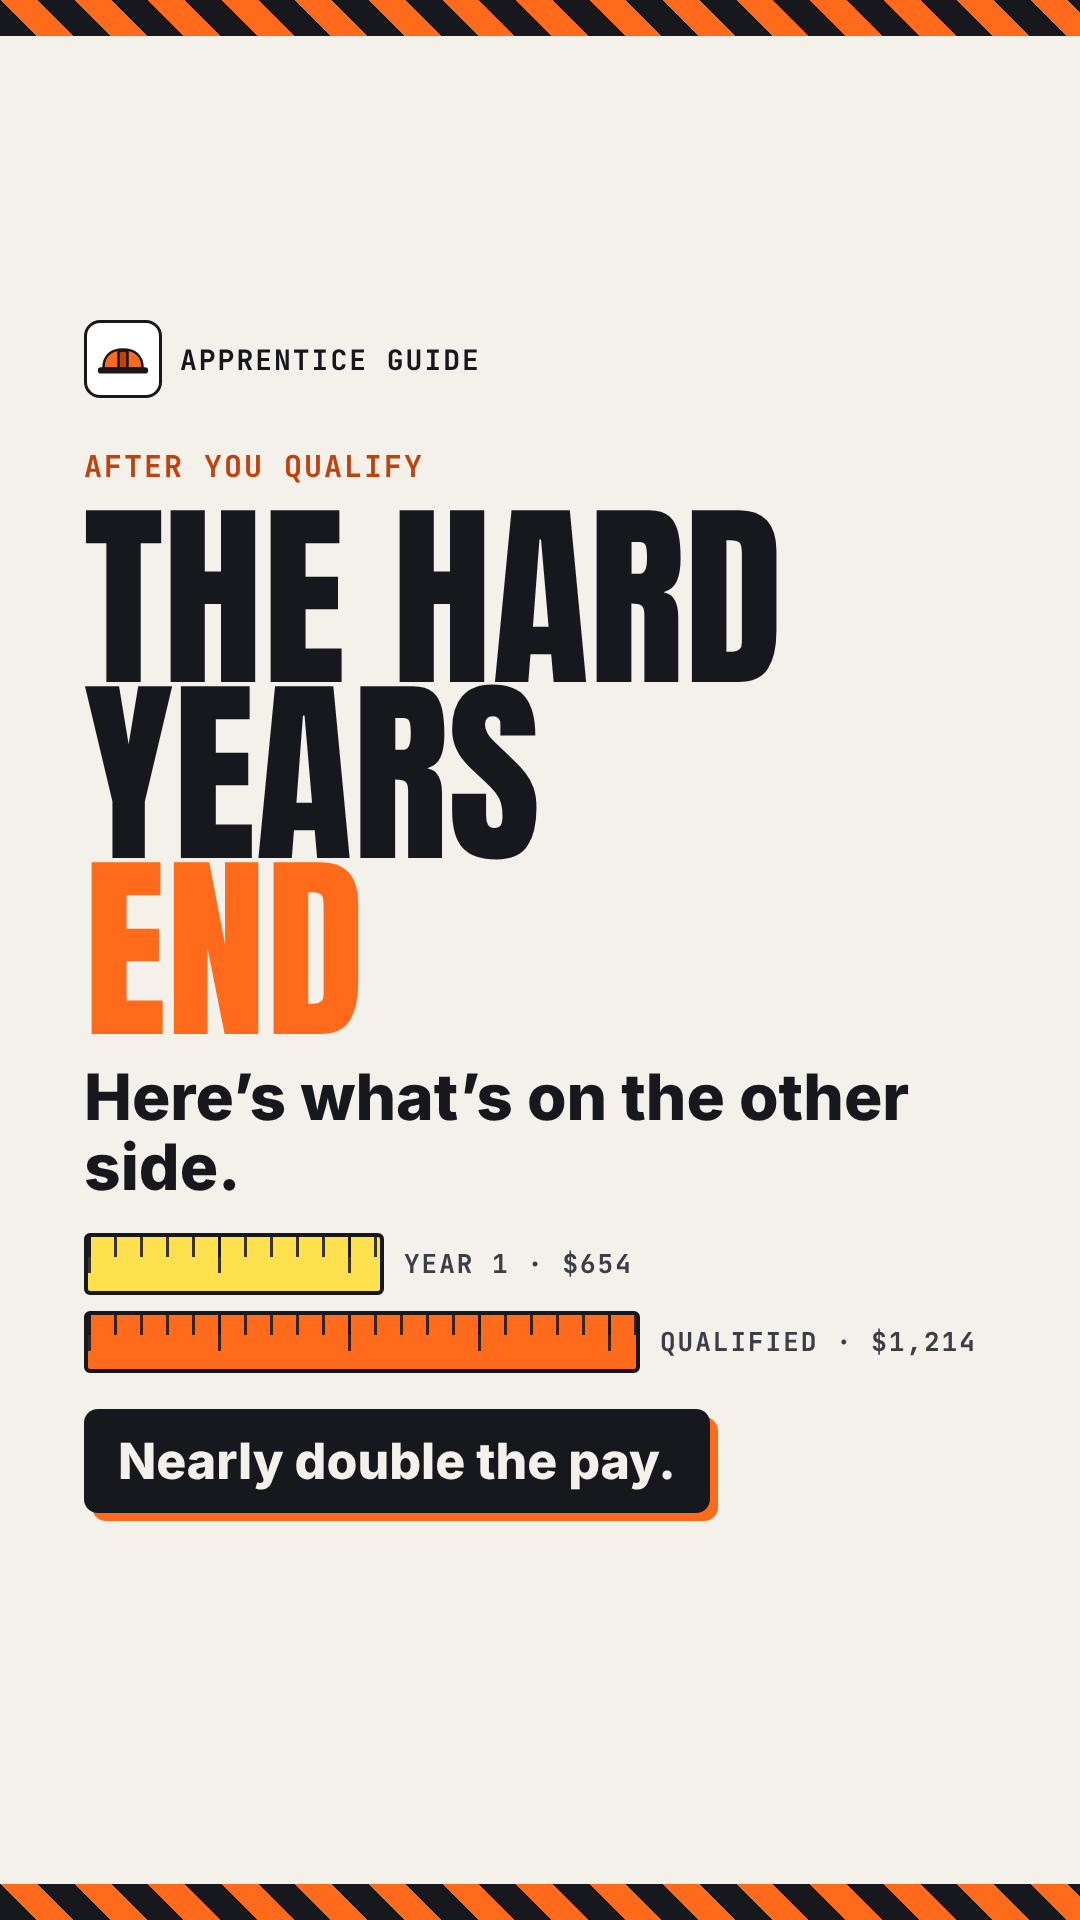 APPRENTICE GUIDE
AFTER YOU QUALIFY
THE HARD
YEARS
END
Here’s what’s on the other
side.
YEAR 1 · $654
QUALIFIED · $1,214
Nearly double the pay.